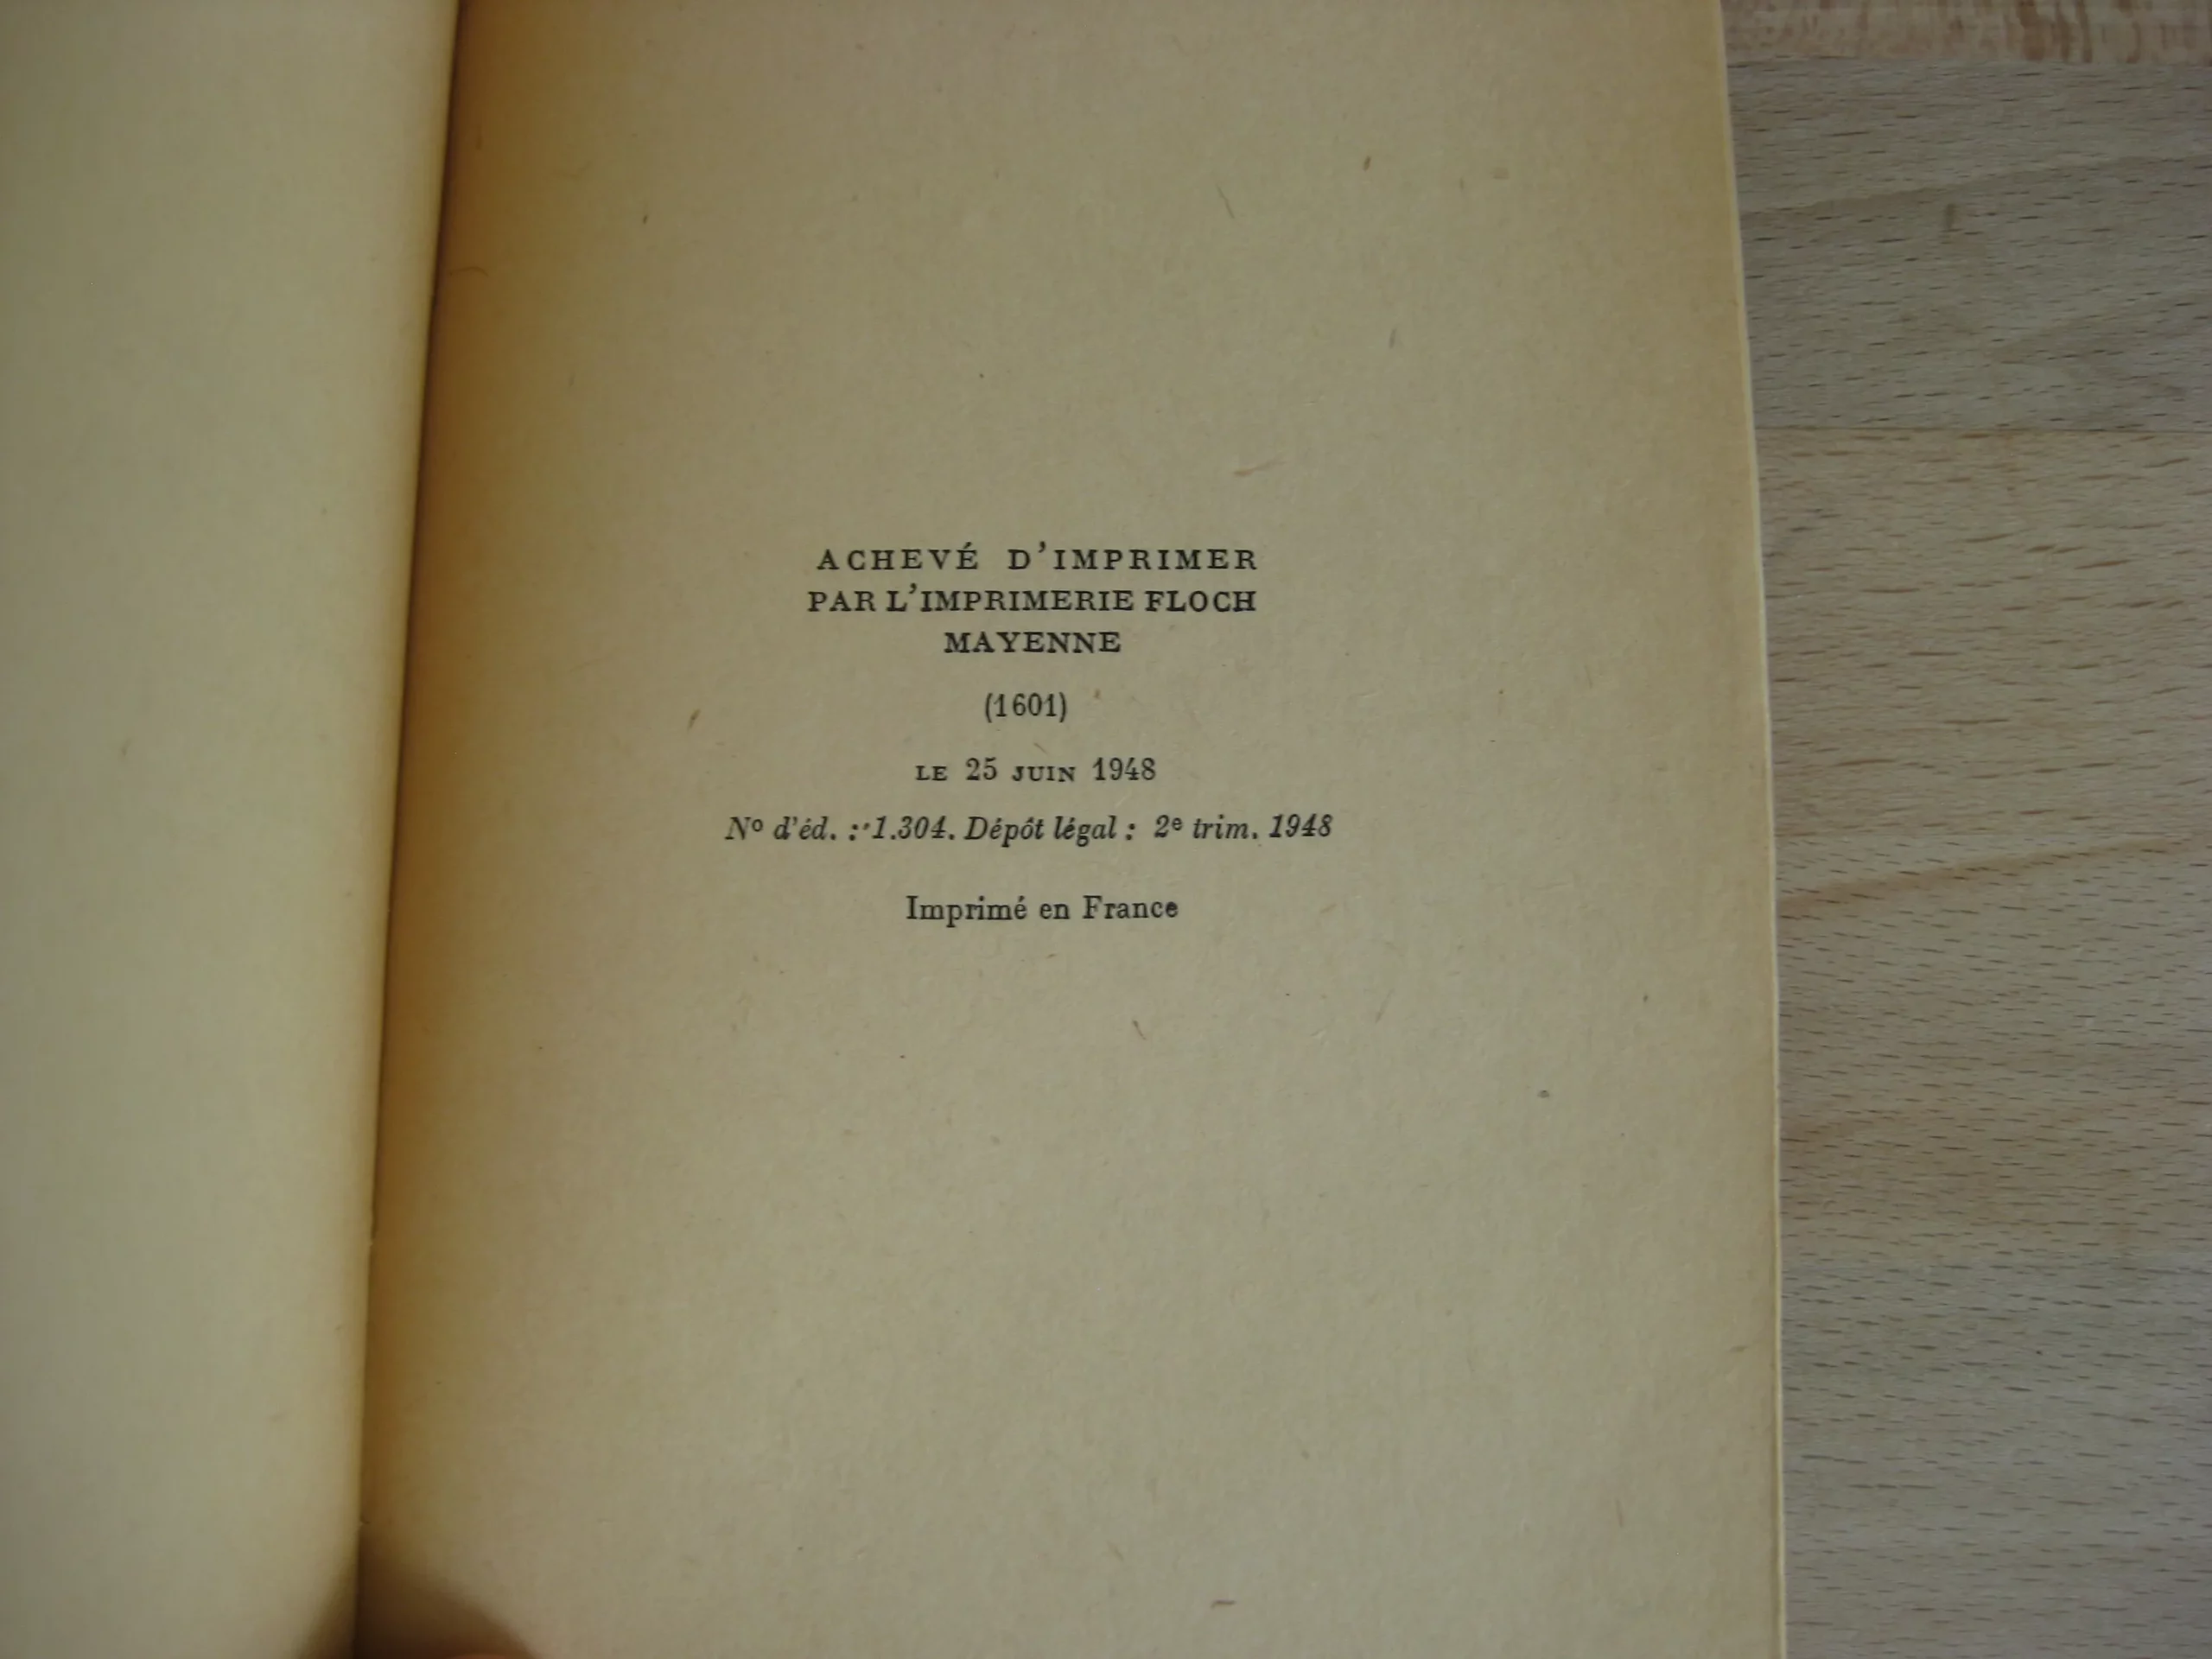 ACHEVÉ D'IMPRIMER
PAR L'IMPRIMERIE FLOCH
MAYENNE
(1601)
LE 25 JUIN 1948
Nº d'éd. : 1.304. Dépôt légal : 2e trim. 1948
Imprimé en France